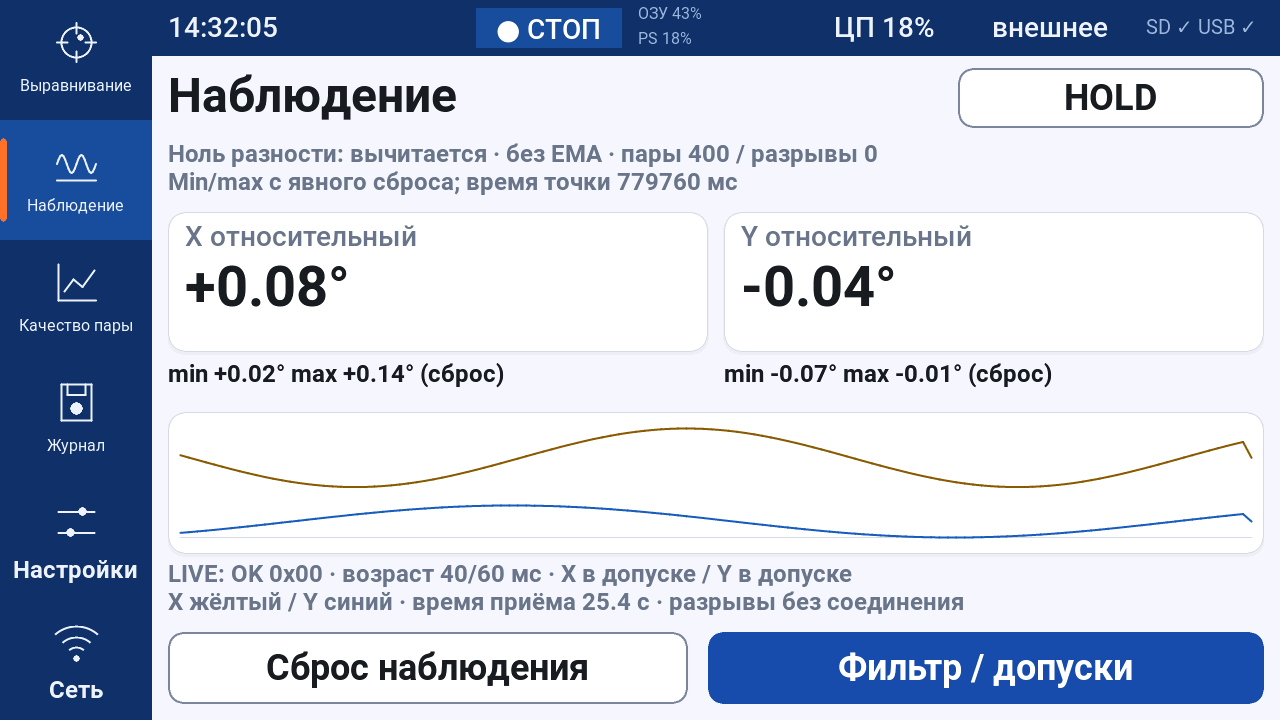 14:32:05
● СТОП
ОЗУ 43%
PS 18%
ЦП 18%
внешнее
SD ✓ USB ✓
Выравнивание
Наблюдение
Качество пары
Журнал
Настройки
Сеть
Наблюдение
HOLD
Ноль разности: вычитается · без EMA · пары 400 / разрывы 0
Min/max с явного сброса; время точки 779760 мс
X относительный
+0.08°
Y относительный
-0.04°
min +0.02° max +0.14° (сброс)
min -0.07° max -0.01° (сброс)
LIVE: OK 0x00 · возраст 40/60 мс · X в допуске / Y в допуске
X жёлтый / Y синий · время приёма 25.4 с · разрывы без соединения
Сброс наблюдения
Фильтр / допуски